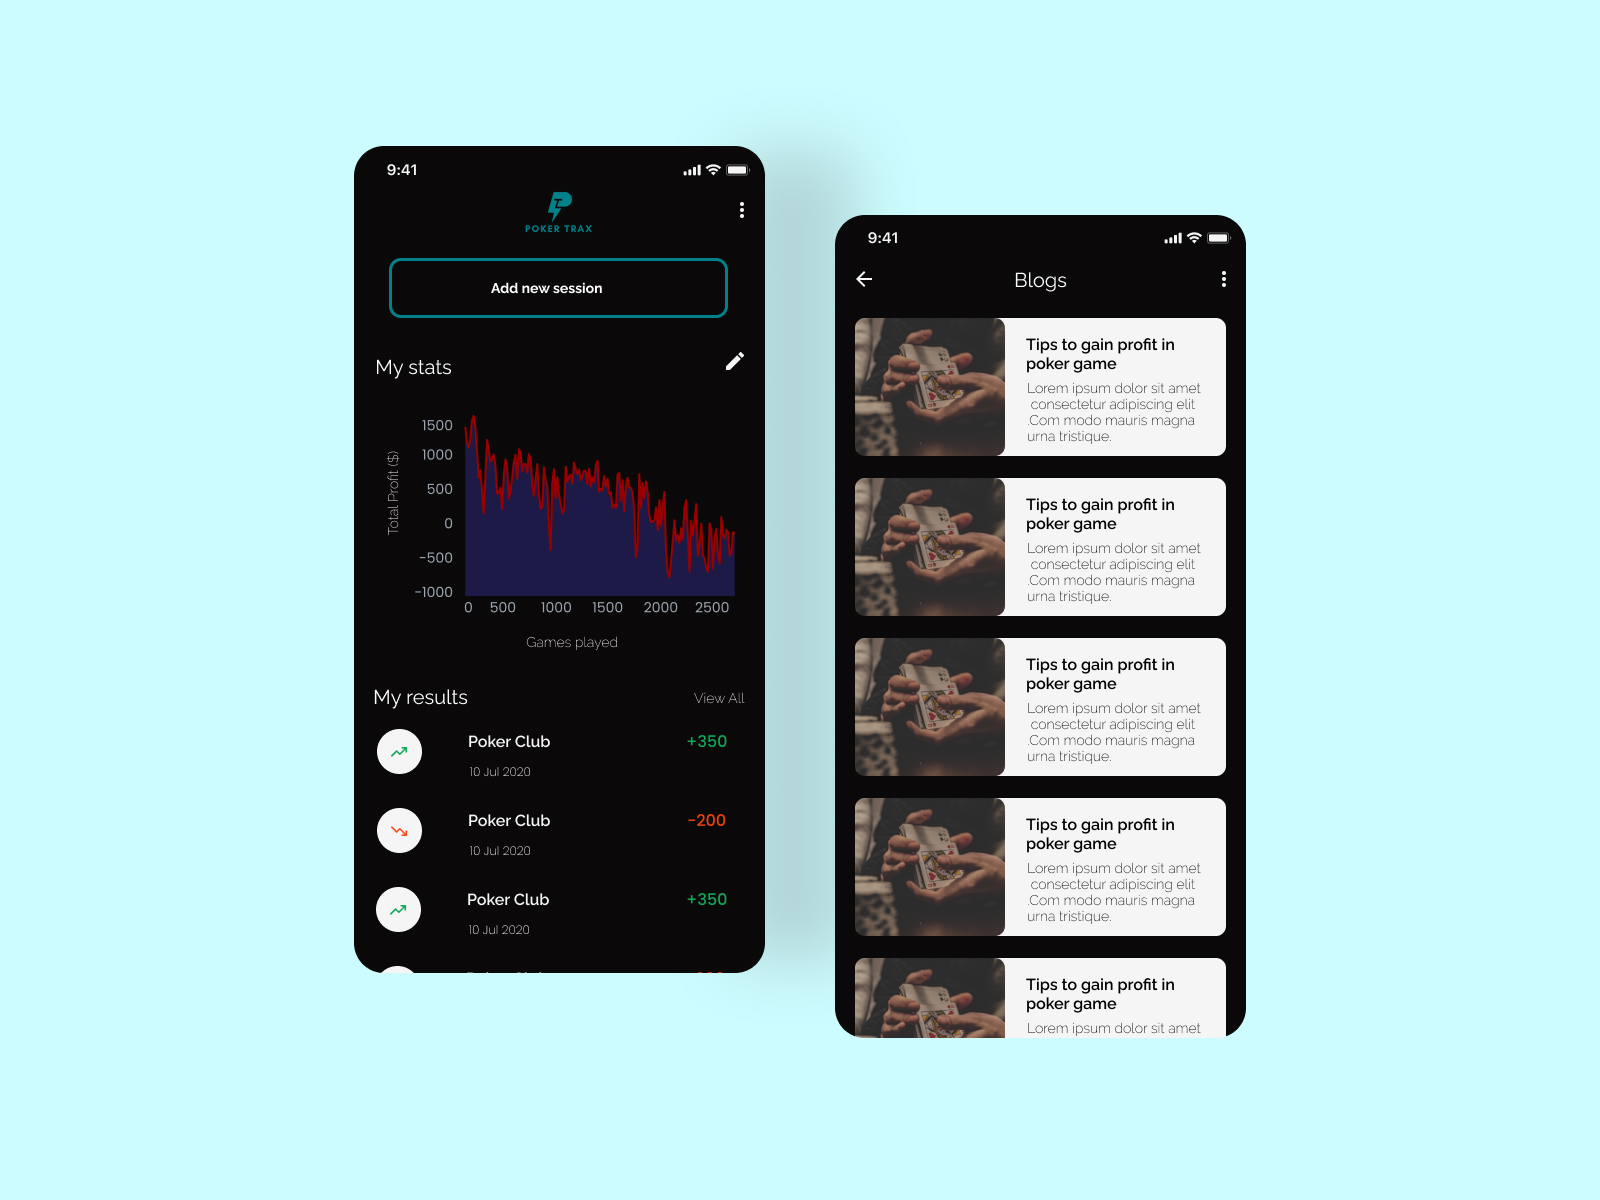 9:41
POKER TRAX
Add new session
My stats
Total Profit ($)
1500
1000
500
0
-500
-1000
0 500 1000 1500 2000 2500
Games played
My results View All
Poker Club +350
10 Jul 2020
Poker Club -200
10 Jul 2020
Poker Club +350
10 Jul 2020
9:41
Blogs
Tips to gain profit in
poker game
Lorem ipsum dolor sit amet
consectetur adipiscing elit
.Com modo mauris magna
urna tristique.
Tips to gain profit in
poker game
Lorem ipsum dolor sit amet
consectetur adipiscing elit
.Com modo mauris magna
urna tristique.
Tips to gain profit in
poker game
Lorem ipsum dolor sit amet
consectetur adipiscing elit
.Com modo mauris magna
urna tristique.
Tips to gain profit in
poker game
Lorem ipsum dolor sit amet
consectetur adipiscing elit
.Com modo mauris magna
urna tristique.
Tips to gain profit in
poker game
Lorem ipsum dolor sit amet